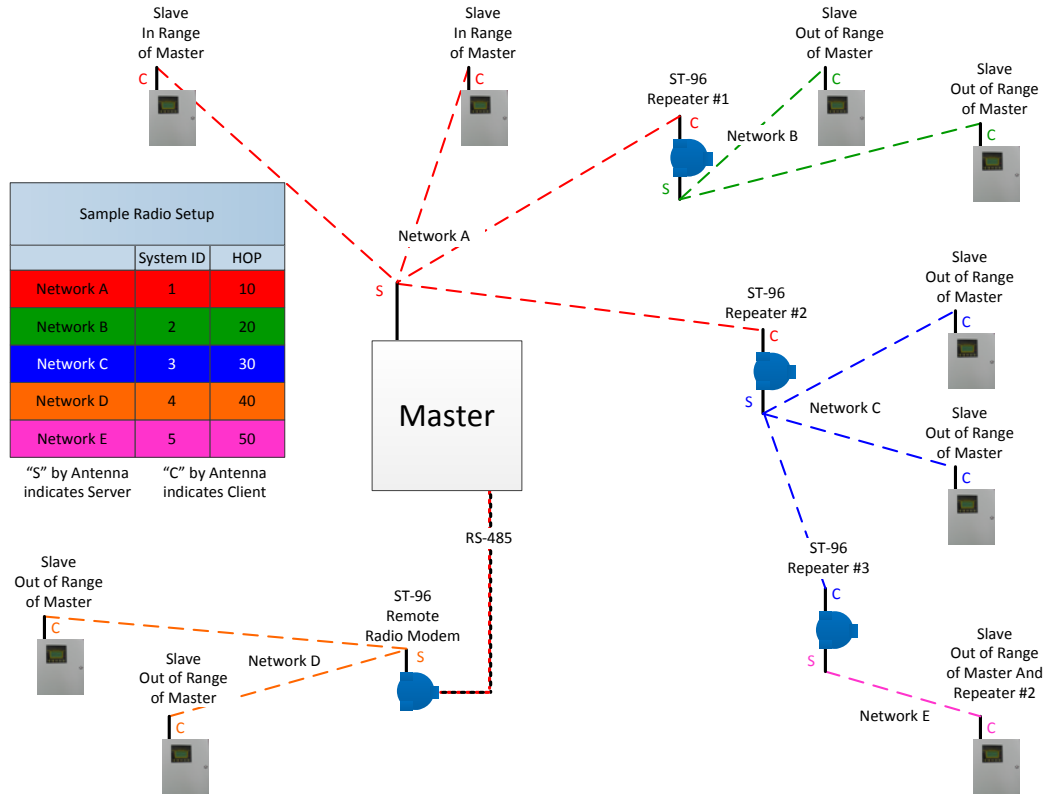 Slave
In Range
of Master
C
Slave
In Range
of Master
C
ST-96
Repeater #1
C
S
Network B
Slave
Out of Range
of Master
C
Slave
Out of Range
of Master
C
Sample Radio Setup
System ID HOP
Network A 1 10
Network B 2 20
Network C 3 30
Network D 4 40
Network E 5 50
“S” by Antenna
indicates Server
“C” by Antenna
indicates Client
Network A
S
Master
RS-485
ST-96
Repeater #2
C
S
Network C
Slave
Out of Range
of Master
C
Slave
Out of Range
of Master
C
ST-96
Repeater #3
C
S
Network E
Slave
Out of Range
of Master And
Repeater #2
C
ST-96
Remote
Radio Modem
S
Network D
Slave
Out of Range
of Master
C
Slave
Out of Range
of Master
C